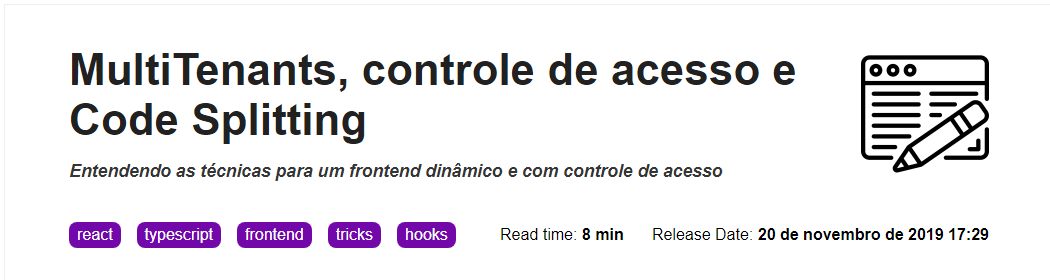 MultiTenants, controle de acesso e
Code Splitting
Entendendo as técnicas para um frontend dinâmico e com controle de acesso
react typescript frontend tricks hooks Read time: 8 min Release Date: 20 de novembro de 2019 17:29